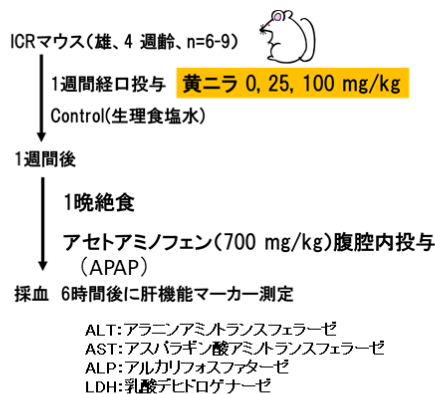 ICRマウス(雄、4 週齢、n=6-9)
1週間経口投与 黄ニラ 0, 25, 100 mg/kg
Control(生理食塩水)
1週間後
1晩絶食
アセトアミノフェン(700 mg/kg)腹腔内投与
(APAP)
採血 6時間後に肝機能マーカー測定
ALT:アラニンアミノトランスフェラーゼ
AST:アスパラギン酸アミノトランスフェラーゼ
ALP:アルカリフォスファターゼ
LDH:乳酸デヒドロゲナーゼ